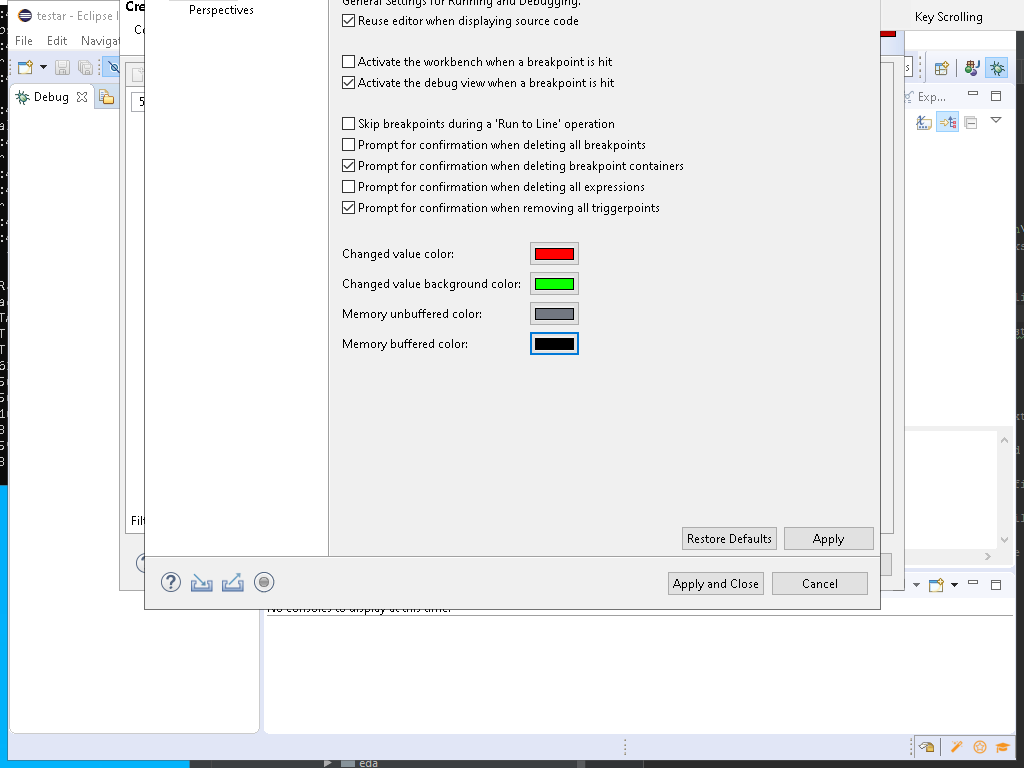 testar - Eclipse I
Cre
Perspectives
General Settings for Running and Debugging.
Key Scrolling
File Edit Navigat
Reuse editor when displaying source code
Activate the workbench when a breakpoint is hit
Activate the debug view when a breakpoint is hit
Debug
Exp...
Skip breakpoints during a 'Run to Line' operation
Prompt for confirmation when deleting all breakpoints
Prompt for confirmation when deleting breakpoint containers
Prompt for confirmation when deleting all expressions
Prompt for confirmation when removing all triggerpoints
Changed value color:
Changed value background color:
Memory unbuffered color:
Memory buffered color:
Filt
Restore Defaults Apply
Apply and Close Cancel
No consoles to display at this time.
eda